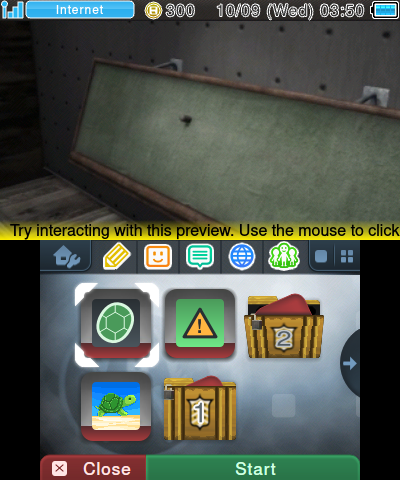 Internet 300 10/09 (Wed) 03:50
Try interacting with this preview. Use the mouse to click
2
1
Close Start